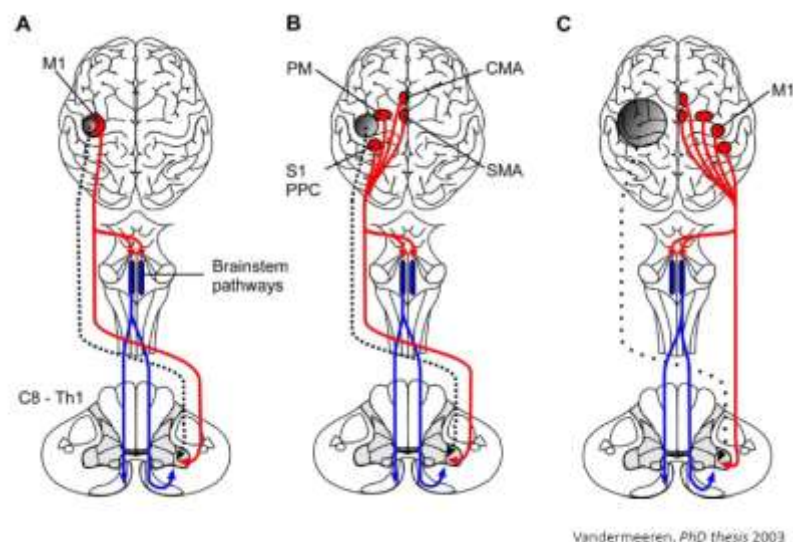 A
B
C
M1
PM
CMA
M1
S1
PPC
SMA
Brainstem
pathways
C8 - Th1
Vandermeeren, PhD thesis 2003